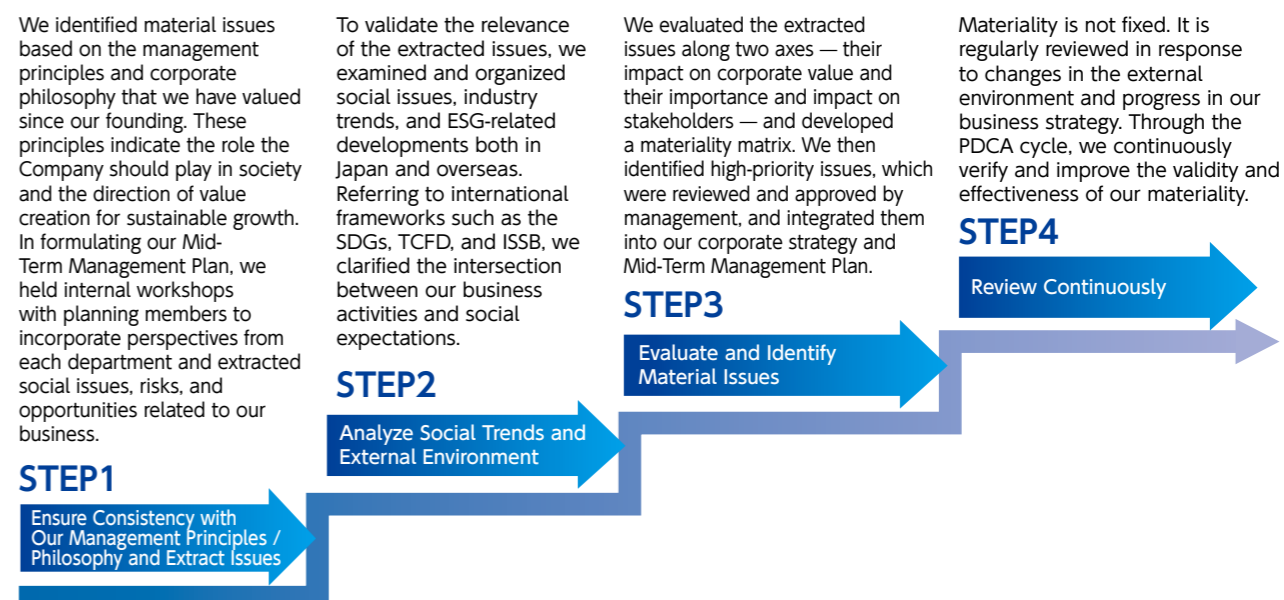 We identified material issues
based on the management
principles and corporate
philosophy that we have valued
since our founding. These
principles indicate the role the
Company should play in society
and the direction of value
creation for sustainable growth.
In formulating our Mid-
Term Management Plan, we
held internal workshops
with planning members to
incorporate perspectives from
each department and extracted
social issues, risks, and
opportunities related to our
business.
STEP1
Ensure Consistency with
Our Management Principles /
Philosophy and Extract Issues
To validate the relevance
of the extracted issues, we
examined and organized
social issues, industry
trends, and ESG-related
developments both in
Japan and overseas.
Referring to international
frameworks such as the
SDGs, TCFD, and ISSB, we
clarified the intersection
between our business
activities and social
expectations.
STEP2
Analyze Social Trends and
External Environment
We evaluated the extracted
issues along two axes — their
impact on corporate value and
their importance and impact on
stakeholders — and developed
a materiality matrix. We then
identified high-priority issues, which
were reviewed and approved by
management, and integrated them
into our corporate strategy and
Mid-Term Management Plan.
STEP3
Evaluate and Identify
Material Issues
Materiality is not fixed. It is
regularly reviewed in response
to changes in the external
environment and progress in our
business strategy. Through the
PDCA cycle, we continuously
verify and improve the validity and
effectiveness of our materiality.
STEP4
Review Continuously